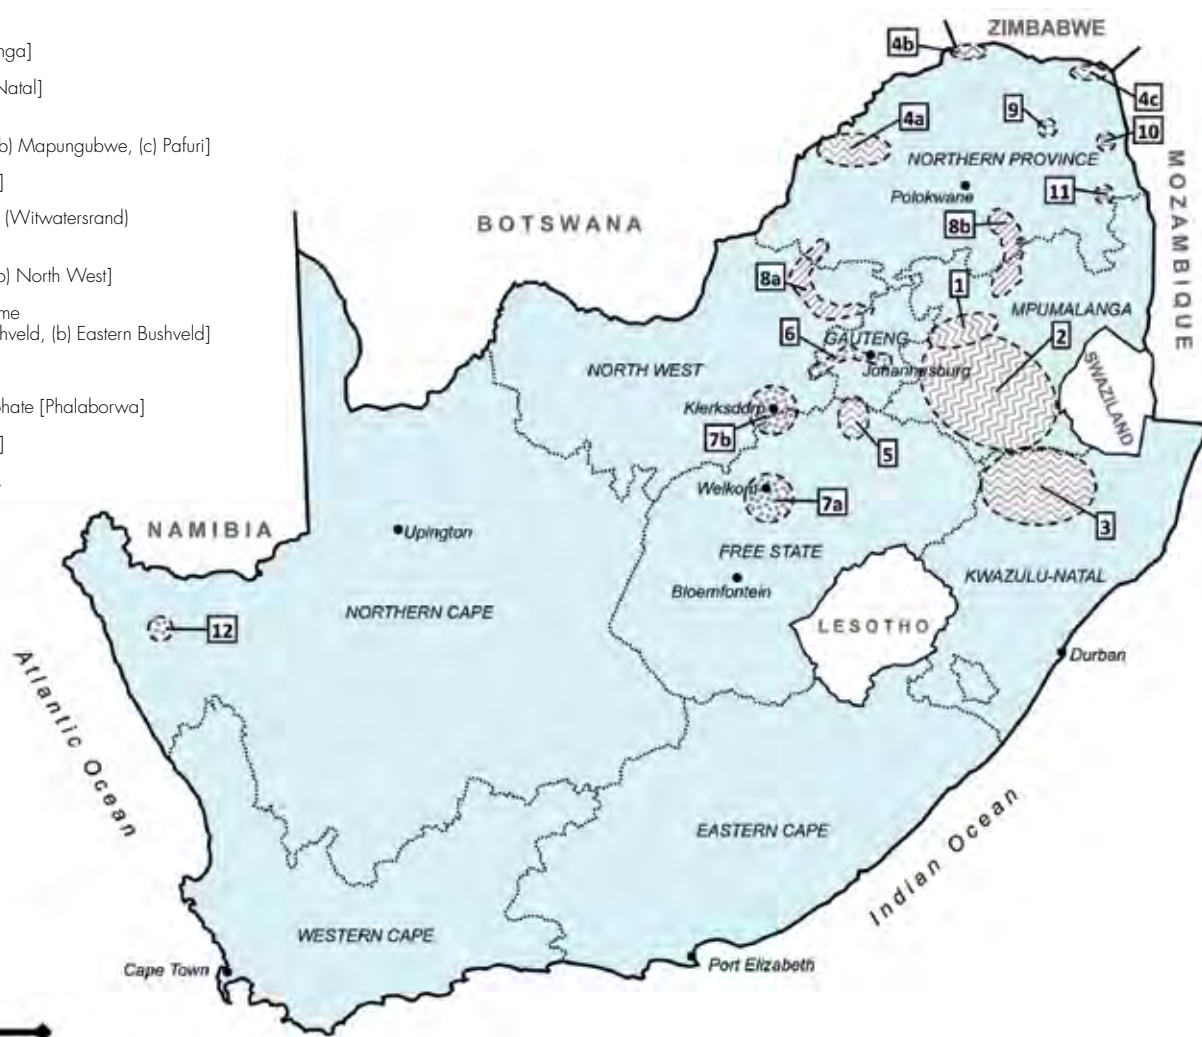 nga]
Natal]
b) Mapungubwe, (c) Pafuri]
]
(Witwatersrand)
b) North West]
me
hveld, (b) Eastern Bushveld]
phate [Phalaborwa]
]
ZIMBABWE
4b
4c
9
4a
10
NORTHERN PROVINCE
MOZAMBIQUE
Polokwane
11
BOTSWANA
8b
8a
1
MPUMALANGA
6
GAUTENG
2
Johannesburg
NORTH WEST
SWAZILAND
Klerksdorp
7b
5
Welkom
7a
3
NAMIBIA
Upington
FREE STATE
KWAZULU-NATAL
Bloemfontein
NORTHERN CAPE
12
LESOTHO
Durban
Atlantic Ocean
EASTERN CAPE
Indian Ocean
WESTERN CAPE
Cape Town
Port Elizabeth